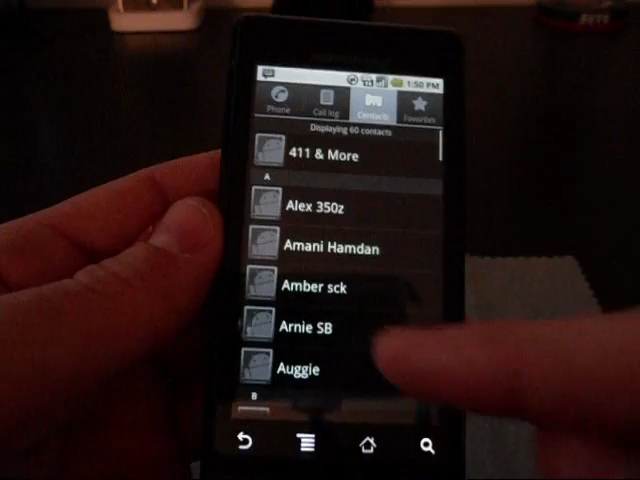 1:50 PM
Phone
Call log
Contacts
Favorites
Displaying 60 contacts
411 & More
A
Alex 350z
Amani Hamdan
Amber sck
Arnie SB
Auggie
B